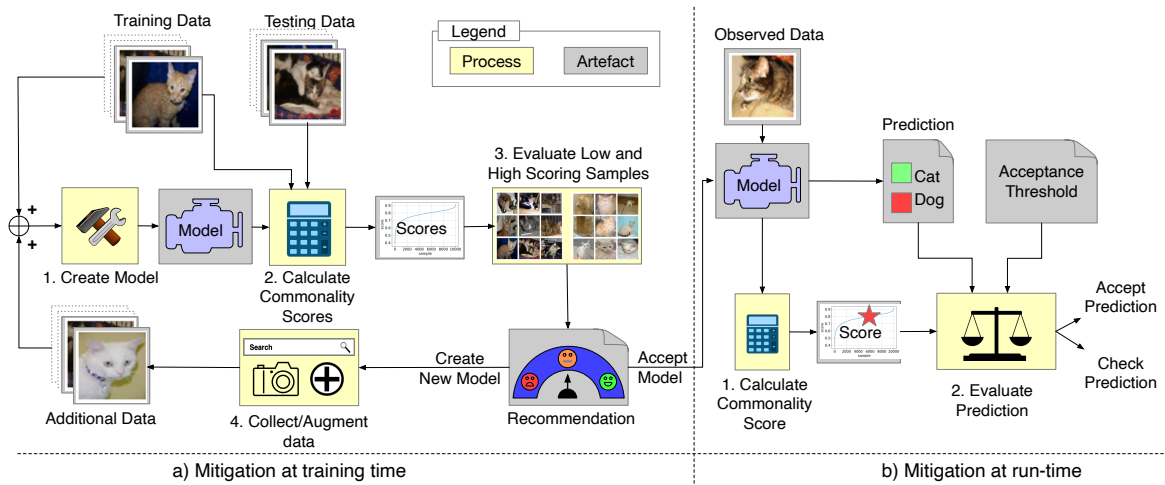 Training Data
Testing Data
Legend
Process
Artefact
+
+
1. Create Model
Model
2. Calculate
Commonality
Scores
Scores
sample
3. Evaluate Low and
High Scoring Samples
Create
New Model
Accept
Model
Recommendation
Search
4. Collect/Augment
data
Additional Data
a) Mitigation at training time
Observed Data
Model
Prediction
Cat
Dog
Acceptance
Threshold
1. Calculate
Commonality
Score
Score
sample
2. Evaluate
Prediction
Accept
Prediction
Check
Prediction
b) Mitigation at run-time